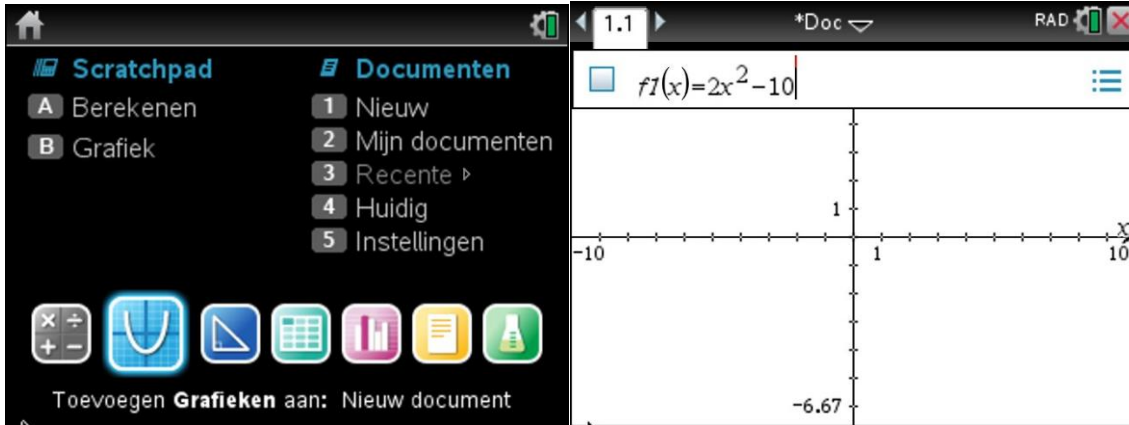 Scratchpad
A Berekenen
B Grafiek
Documenten
1 Nieuw
2 Mijn documenten
3 Recente ▹
4 Huidig
5 Instellingen
Toevoegen Grafieken aan: Nieuw document
1.1
*Doc
RAD
f1(x)=2x²−10
1
x
-10
1
10
-6.67